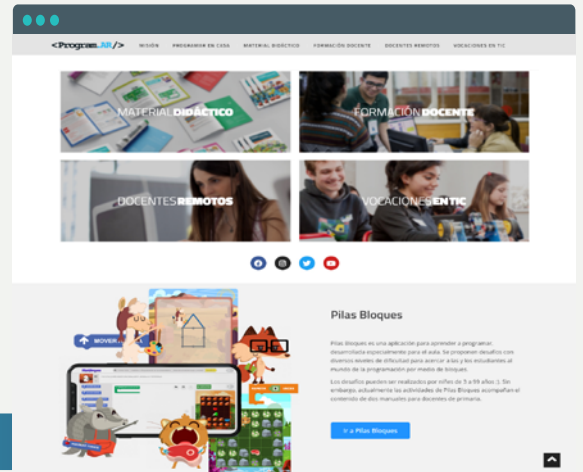 <Program.AR/>
MISIÓN
PROGRAMAR EN CASA
MATERIAL DIDÁCTICO
FORMACIÓN DOCENTE
DOCENTES REMOTOS
VOCACIONES EN TIC
MATERIAL DIDÁCTICO
FORMACIÓN DOCENTE
DOCENTES REMOTOS
VOCACIONES EN TIC
MOVER
Pilas Bloques
Pilas Bloques es una aplicación para aprender a programar,
desarrollada especialmente para el aula. Se proponen desafíos con
diversos niveles de dificultad para acercar a las y los estudiantes al
mundo de la programación por medio de bloques.
Los desafíos pueden ser realizados por niñes de 5 a 99 años :). Sin
embargo, actualmente las actividades de Pilas Bloques acompañan el
contenido de dos manuales para docentes de primaria.
Ir a Pilas Bloques